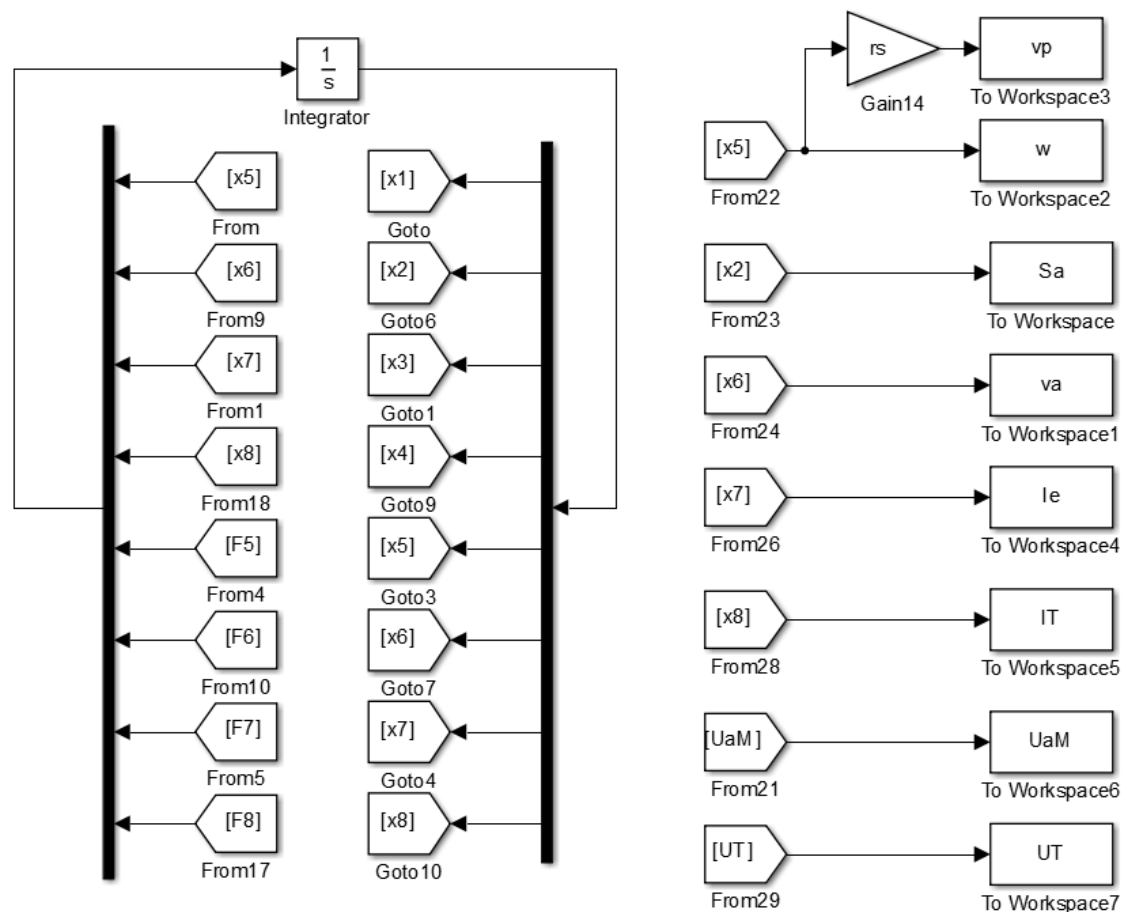 1
s
Integrator
[x5]
From
[x6]
From9
[x7]
From1
[x8]
From18
[F5]
From4
[F6]
From10
[F7]
From5
[F8]
From17
[x1]
Goto
[x2]
Goto6
[x3]
Goto1
[x4]
Goto9
[x5]
Goto3
[x6]
Goto7
[x7]
Goto4
[x8]
Goto10
rs
Gain14
vp
To Workspace3
[x5]
From22
w
To Workspace2
[x2]
From23
Sa
To Workspace
[x6]
From24
va
To Workspace1
[x7]
From26
Ie
To Workspace4
[x8]
From28
IT
To Workspace5
[UaM]
From21
UaM
To Workspace6
[UT]
From29
UT
To Workspace7